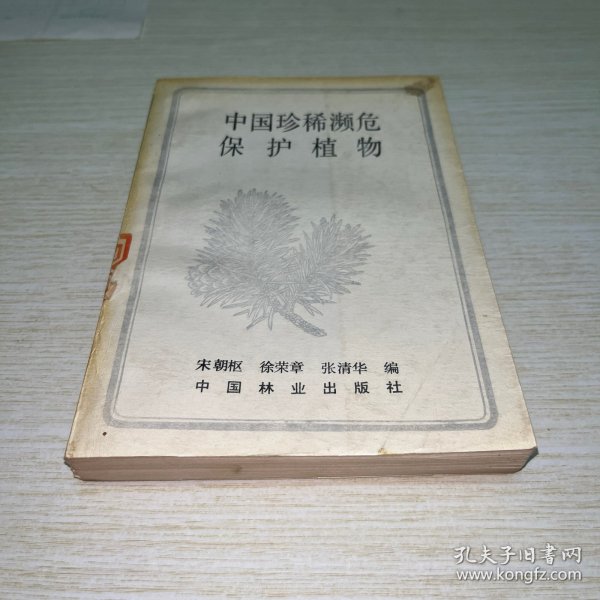 中国珍稀濒危
保护植物
宋朝枢 徐荣章 张清华 编
中国林业出版社
孔夫子旧书网
www.kongfz.com